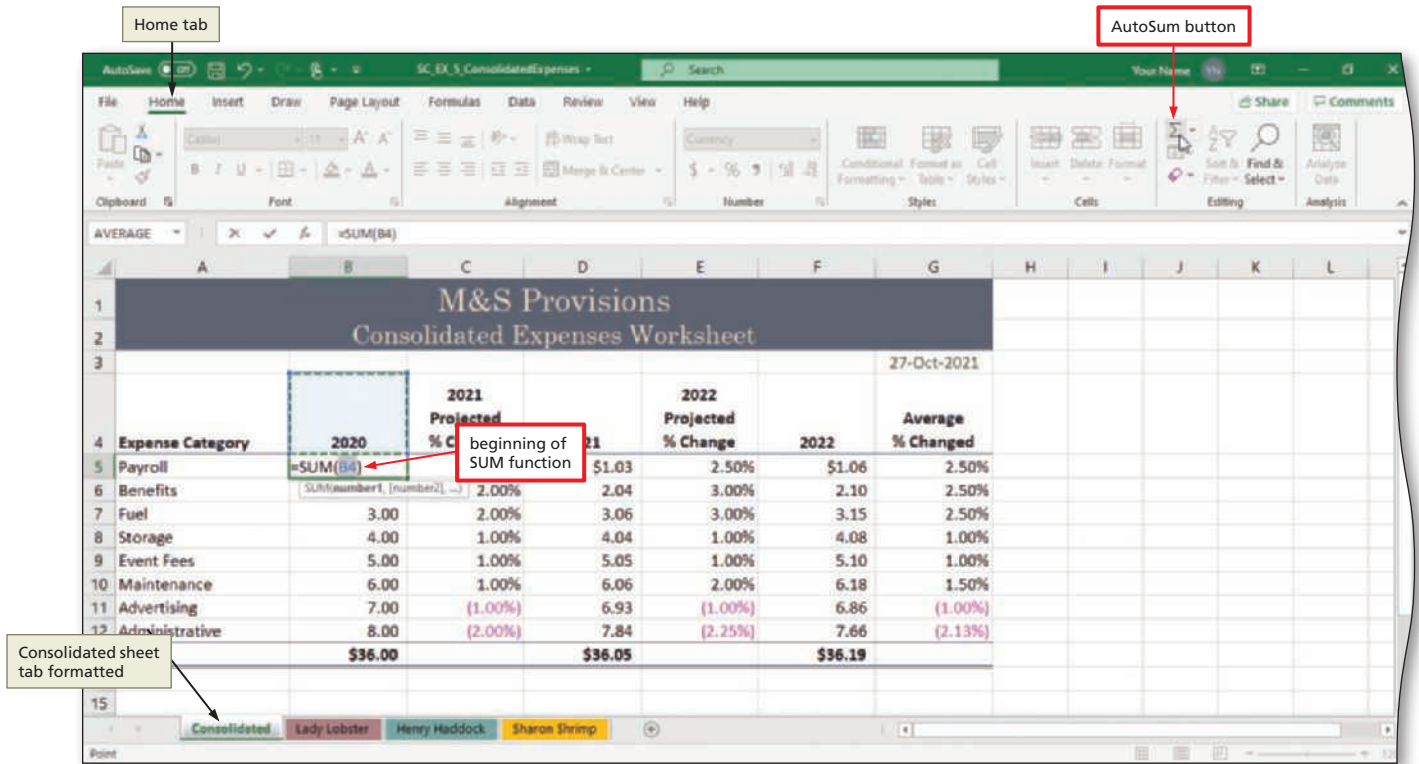 Home tab
AutoSum button
AutoSave Off SC_EX_5_ConsolidatedExpenses Search Your Name YN
File Home Insert Draw Page Layout Formulas Data Review View Help Share Comments
Paste Calibri 11 A A Wrap Text Currency Conditional Formatting Format as Table Cell Styles Insert Delete Format Sort & Filter Find & Select Analyze Data
B I U A Merge & Center $ % 9
Clipboard Font Alignment Number Styles Cells Editing Analysis
AVERAGE fx =SUM(B4)
A B C D E F G H I J K L
1 M&S Provisions
2 Consolidated Expenses Worksheet
3 27-Oct-2021
4 Expense Category 2020 2021 Projected % C 21 2022 Projected % Change 2022 Average % Changed
beginning of SUM function
5 Payroll =SUM(B4) $1.03 2.50% $1.06 2.50%
6 Benefits SUM(number1, [number2], ...) 2.00% 2.04 3.00% 2.10 2.50%
7 Fuel 3.00 2.00% 3.06 3.00% 3.15 2.50%
8 Storage 4.00 1.00% 4.04 1.00% 4.08 1.00%
9 Event Fees 5.00 1.00% 5.05 1.00% 5.10 1.00%
10 Maintenance 6.00 1.00% 6.06 2.00% 6.18 1.50%
11 Advertising 7.00 (1.00%) 6.93 (1.00%) 6.86 (1.00%)
12 Administrative 8.00 (2.00%) 7.84 (2.25%) 7.66 (2.13%)
$36.00 $36.05 $36.19
Consolidated sheet tab formatted
15
Consolidated Lady Lobster Henry Haddock Sharon Shrimp
Point